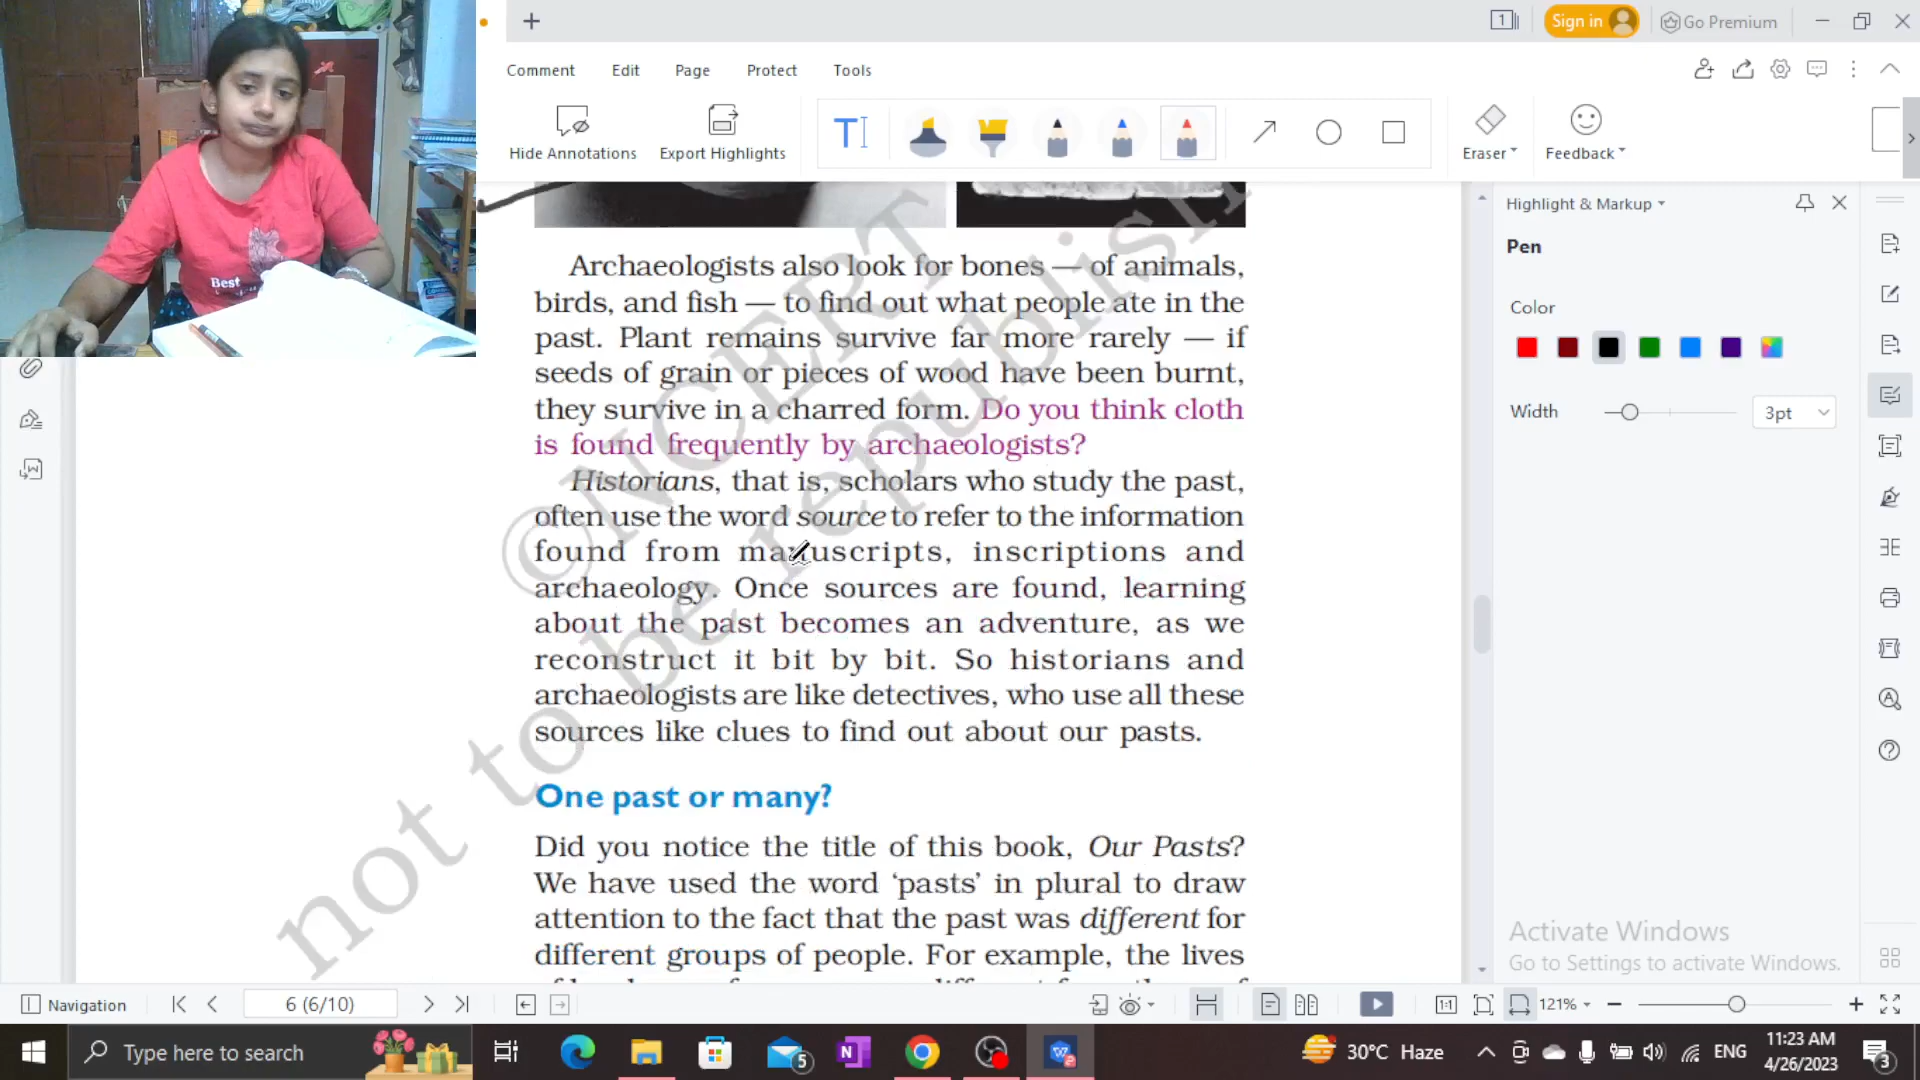 1
Sign in
Go Premium
Comment
Edit
Page
Protect
Tools
Hide Annotations
Export Highlights
T
Eraser
Feedback
Highlight & Markup
Pen
Color
Width
3pt
Best
Archaeologists also look for bones — of animals,
birds, and fish — to find out what people ate in the
past. Plant remains survive far more rarely — if
seeds of grain or pieces of wood have been burnt,
they survive in a charred form. Do you think cloth
is found frequently by archaeologists?
Historians, that is, scholars who study the past,
often use the word source to refer to the information
found from manuscripts, inscriptions and
archaeology. Once sources are found, learning
about the past becomes an adventure, as we
reconstruct it bit by bit. So historians and
archaeologists are like detectives, who use all these
sources like clues to find out about our pasts.
One past or many?
Did you notice the title of this book, Our Pasts?
We have used the word ‘pasts’ in plural to draw
attention to the fact that the past was different for
different groups of people. For example, the lives
©NCERT
not to be republish
Activate Windows
Go to Settings to activate Windows.
Navigation
6 (6/10)
1:1
121%
Type here to search
5
N
W
30°C Haze
ENG
11:23 AM
4/26/2023
3